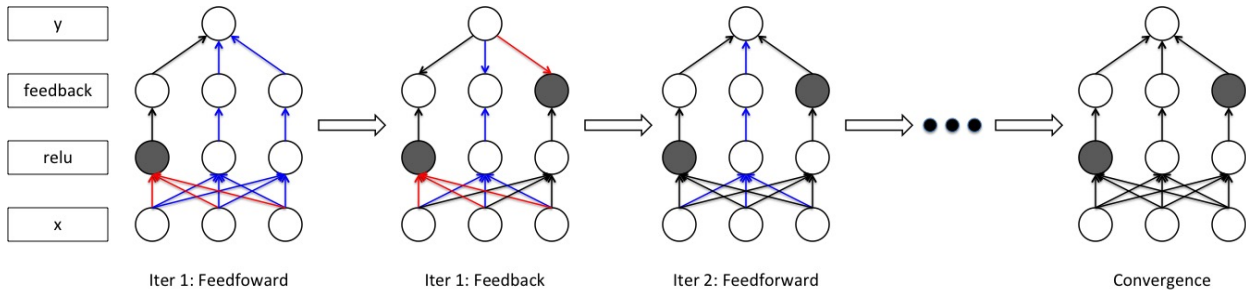 y
feedback
relu
x
Iter 1: Feedfoward
Iter 1: Feedback
Iter 2: Feedforward
Convergence